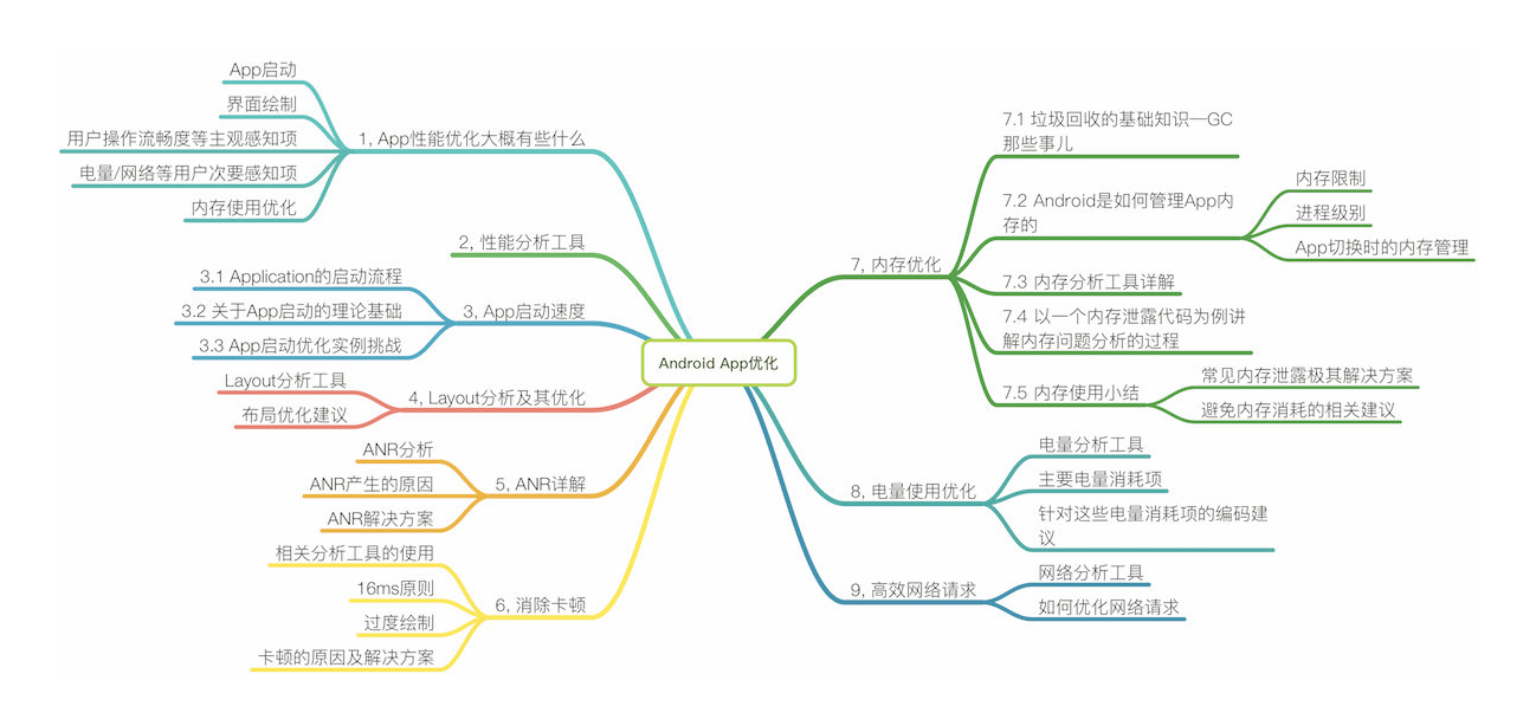 Android App优化
1, App性能优化大概有些什么
App启动
界面绘制
用户操作流畅度等主观感知项
电量/网络等用户次要感知项
内存使用优化
2, 性能分析工具
3, App启动速度
3.1 Application的启动流程
3.2 关于App启动的理论基础
3.3 App启动优化实例挑战
4, Layout分析及其优化
Layout分析工具
布局优化建议
5, ANR详解
ANR分析
ANR产生的原因
ANR解决方案
6, 消除卡顿
相关分析工具的使用
16ms原则
过度绘制
卡顿的原因及解决方案
7, 内存优化
7.1 垃圾回收的基础知识—GC
那些事儿
7.2 Android是如何管理App内
存的
内存限制
进程级别
App切换时的内存管理
7.3 内存分析工具详解
7.4 以一个内存泄露代码为例讲
解内存问题分析的过程
7.5 内存使用小结
常见内存泄露极其解决方案
避免内存消耗的相关建议
8, 电量使用优化
电量分析工具
主要电量消耗项
针对这些电量消耗项的编码建
议
9, 高效网络请求
网络分析工具
如何优化网络请求